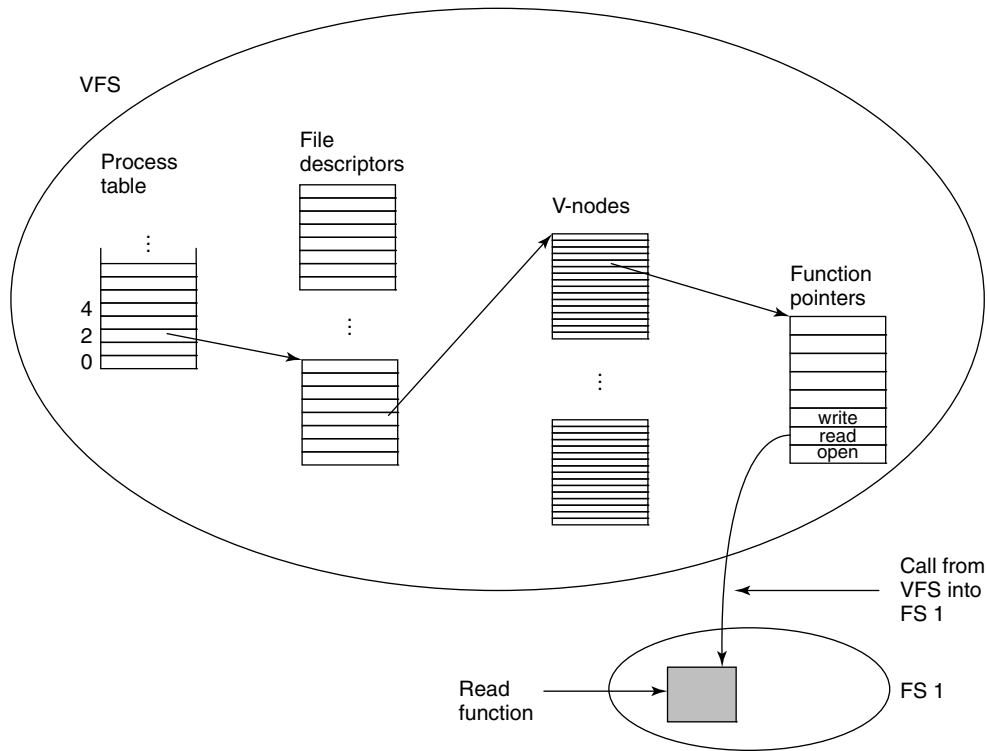 VFS
Process
table
File
descriptors
V-nodes
Function
pointers
...
4
2
0
...
...
write
read
open
Call from
VFS into
FS 1
Read
function
FS 1